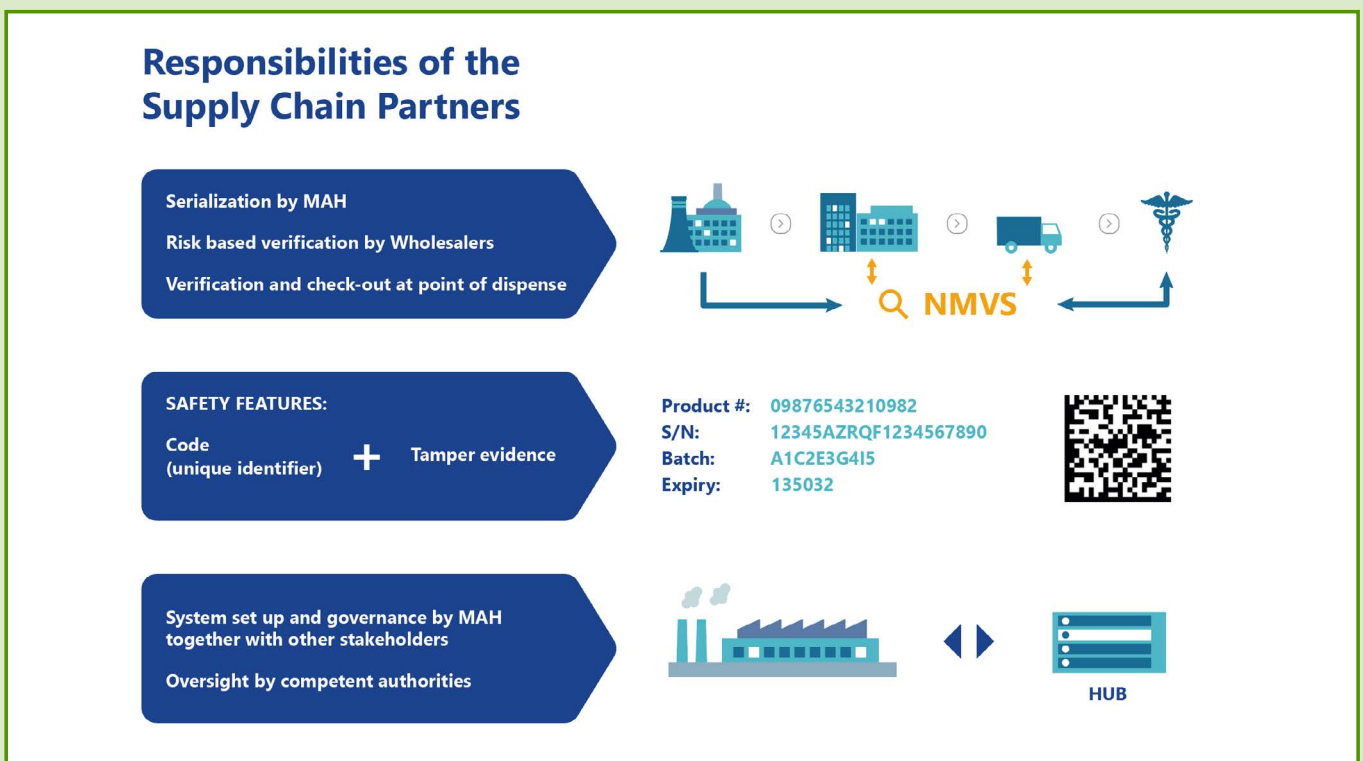 Responsibilities of the
Supply Chain Partners
Serialization by MAH
Risk based verification by Wholesalers
Verification and check-out at point of dispense
NMVS
SAFETY FEATURES:
Code
(unique identifier)
+
Tamper evidence
Product #: 09876543210982
S/N: 12345AZRQF1234567890
Batch: A1C2E3G4I5
Expiry: 135032
System set up and governance by MAH
together with other stakeholders
Oversight by competent authorities
HUB